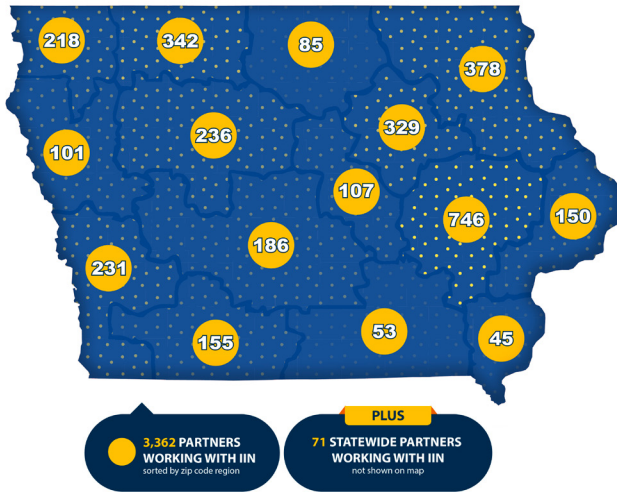 218
342
85
378
329
236
101
107
746
150
186
231
53
45
155
3,362 PARTNERS
WORKING WITH IIN
sorted by zip code region
PLUS
71 STATEWIDE PARTNERS
WORKING WITH IIN
not shown on map